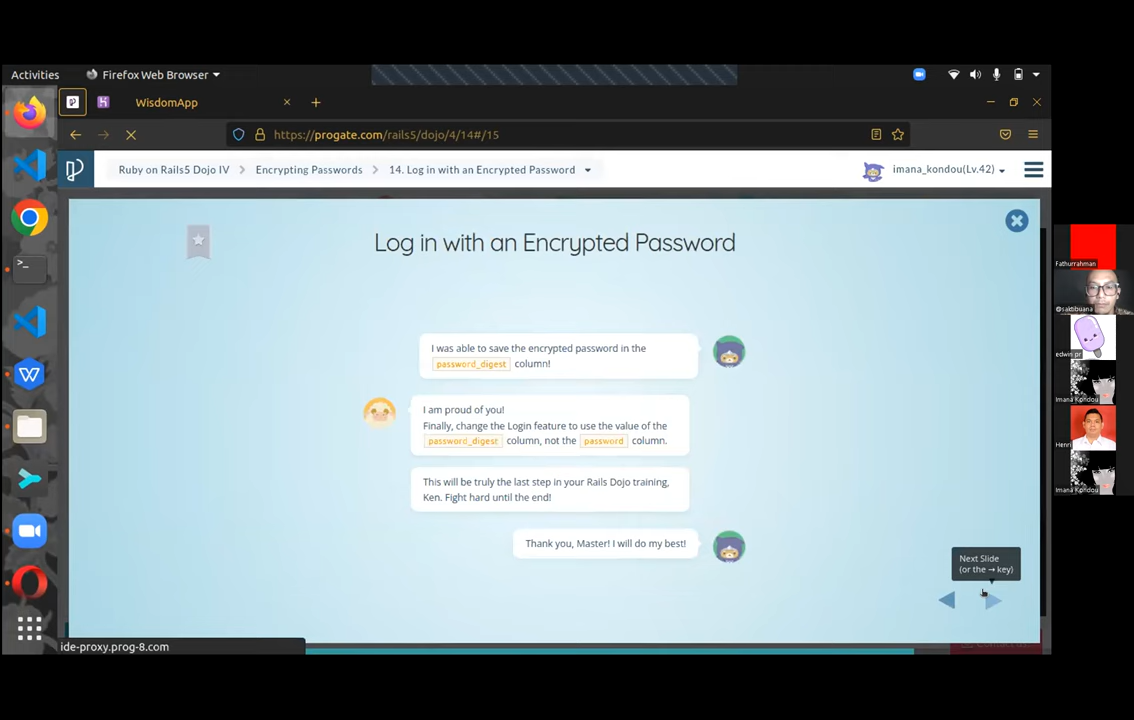 Activities
Firefox Web Browser
WisdomApp
https://progate.com/rails5/dojo/4/14#/15
Ruby on Rails5 Dojo IV
Encrypting Passwords
14. Log in with an Encrypted Password
imana_kondou(Lv.42)
Log in with an Encrypted Password
I was able to save the encrypted password in the
password_digest column!
I am proud of you!
Finally, change the Login feature to use the value of the
password_digest column, not the password column.
This will be truly the last step in your Rails Dojo training,
Ken. Fight hard until the end!
Thank you, Master! I will do my best!
Next Slide
(or the → key)
ide-proxy.prog-8.com
Fathurrahman
@saktibuana
edwin pr
Imana Kondou
Henri
Imana Kondou